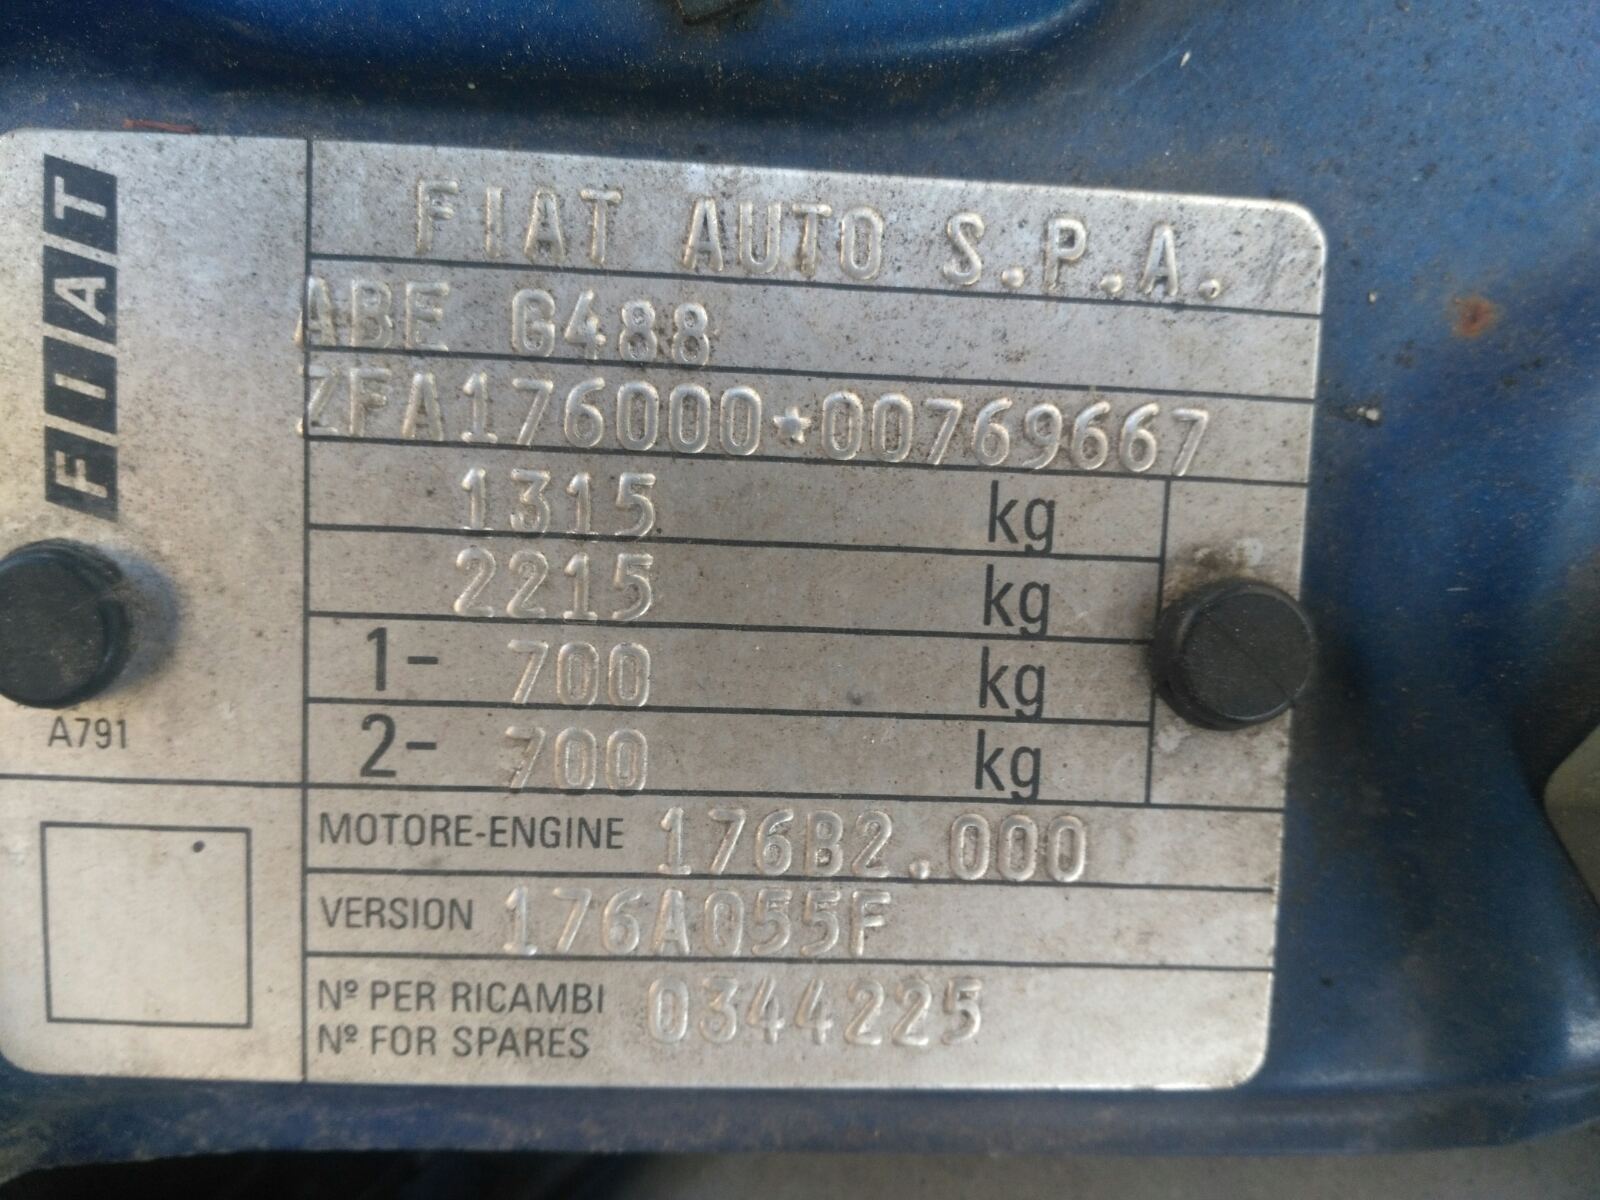 FIAT
FIAT AUTO S.P.A.
ABE G488
ZFA176000*00769667
1315 kg
2215 kg
1- 700 kg
2- 700 kg
A791
MOTORE-ENGINE 176B2.000
VERSION 176AQ55F
Nº PER RICAMBI
Nº FOR SPARES 0344225